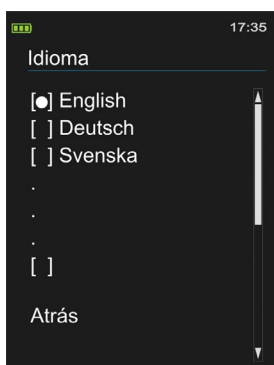 17:35
Idioma
[●] English
[ ] Deutsch
[ ] Svenska
.
.
.
[ ]
Atrás